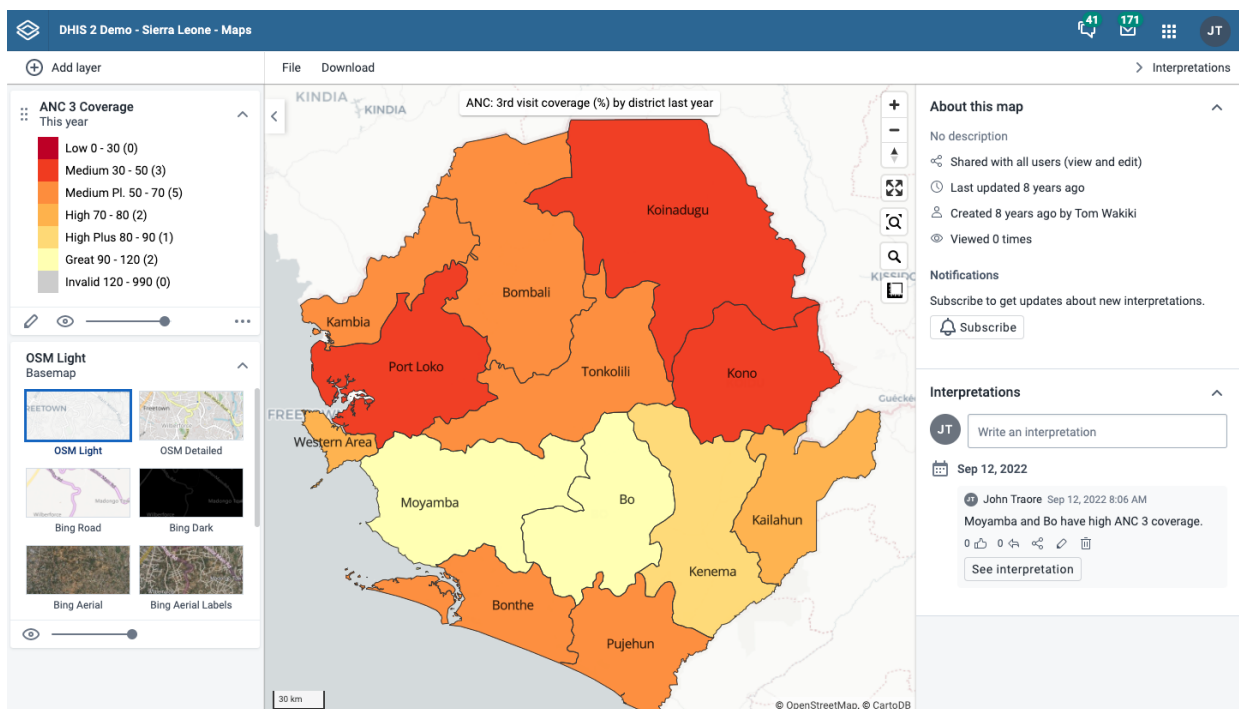 DHIS 2 Demo - Sierra Leone - Maps
41
171
JT
Add layer
File
Download
Interpretations
ANC 3 Coverage
This year
Low 0 - 30 (0)
Medium 30 - 50 (3)
Medium Pl. 50 - 70 (5)
High 70 - 80 (2)
High Plus 80 - 90 (1)
Great 90 - 120 (2)
Invalid 120 - 990 (0)
OSM Light
Basemap
REETOWN
OSM Light
Freetown
Wilberforce
OSM Detailed
Wilberforce
Bing Road
Bing Dark
Bing Aerial
Bing Aerial Labels
KINDIA
KINDIA
ANC: 3rd visit coverage (%) by district last year
Koinadugu
Bombali
Kambia
Port Loko
Tonkolili
Kono
Western Area
Moyamba
Bo
Kailahun
Kenema
Bonthe
Pujehun
30 km
© OpenStreetMap, © CartoDB
About this map
No description
Shared with all users (view and edit)
Last updated 8 years ago
Created 8 years ago by Tom Wakiki
Viewed 0 times
Notifications
Subscribe to get updates about new interpretations.
Subscribe
Interpretations
JT
Write an interpretation
Sep 12, 2022
JT John Traore Sep 12, 2022 8:06 AM
Moyamba and Bo have high ANC 3 coverage.
0 0
See interpretation